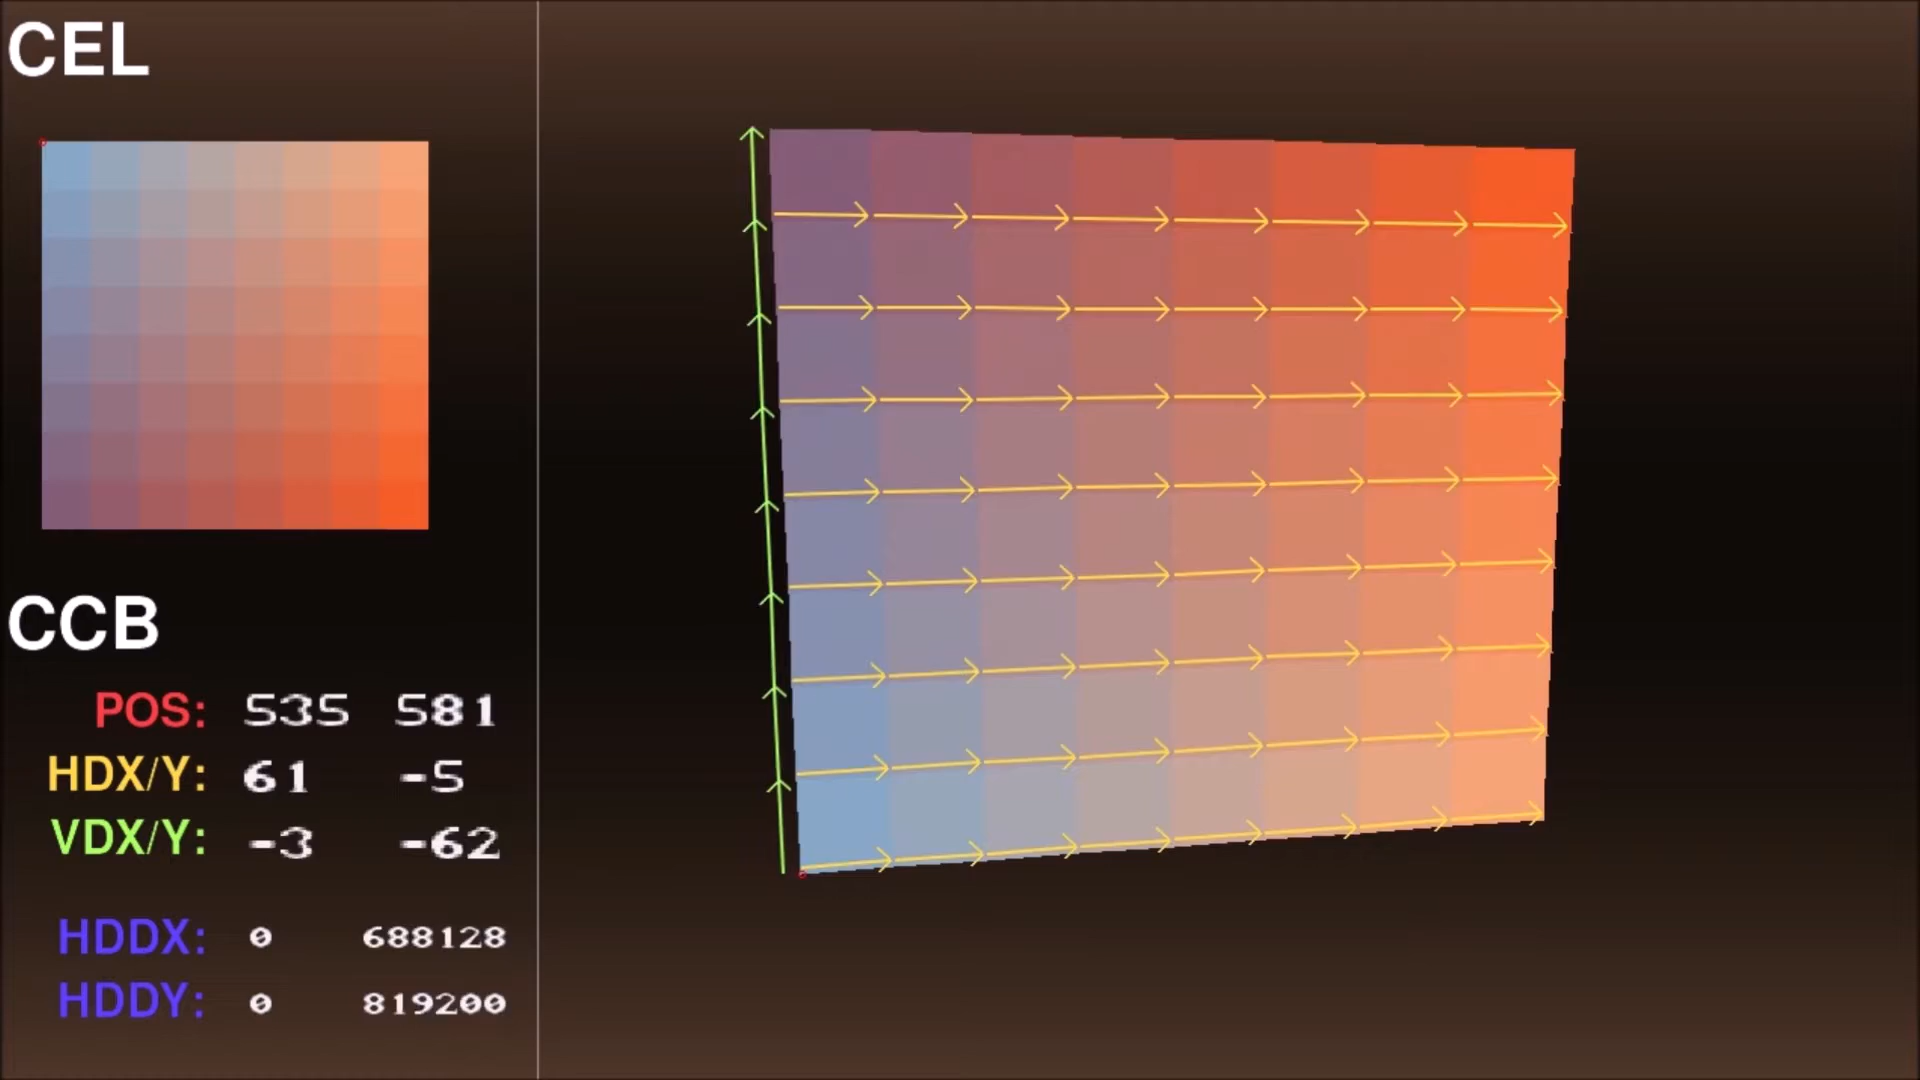 CEL
CCB
POS: 535 581
HDX/Y: 61 -5
VDX/Y: -3 -62
HDDX: 0 688128
HDDY: 0 819200